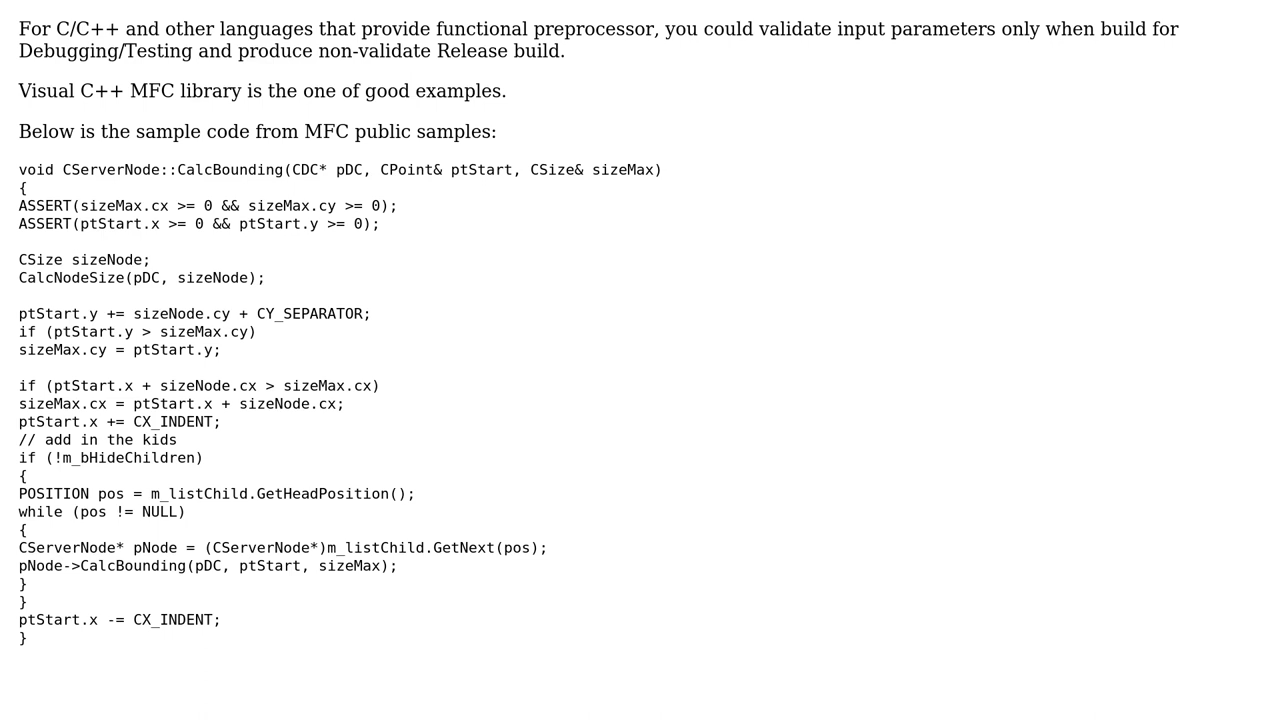 For C/C++ and other languages that provide functional preprocessor, you could validate input parameters only when build for
Debugging/Testing and produce non-validate Release build.
Visual C++ MFC library is the one of good examples.
Below is the sample code from MFC public samples:
void CServerNode::CalcBounding(CDC* pDC, CPoint& ptStart, CSize& sizeMax)
{
ASSERT(sizeMax.cx >= 0 && sizeMax.cy >= 0);
ASSERT(ptStart.x >= 0 && ptStart.y >= 0);
CSize sizeNode;
CalcNodeSize(pDC, sizeNode);
ptStart.y += sizeNode.cy + CY_SEPARATOR;
if (ptStart.y > sizeMax.cy)
sizeMax.cy = ptStart.y;
if (ptStart.x + sizeNode.cx > sizeMax.cx)
sizeMax.cx = ptStart.x + sizeNode.cx;
ptStart.x += CX_INDENT;
// add in the kids
if (!m_bHideChildren)
{
POSITION pos = m_listChild.GetHeadPosition();
while (pos != NULL)
{
CServerNode* pNode = (CServerNode*)m_listChild.GetNext(pos);
pNode->CalcBounding(pDC, ptStart, sizeMax);
}
}
ptStart.x -= CX_INDENT;
}